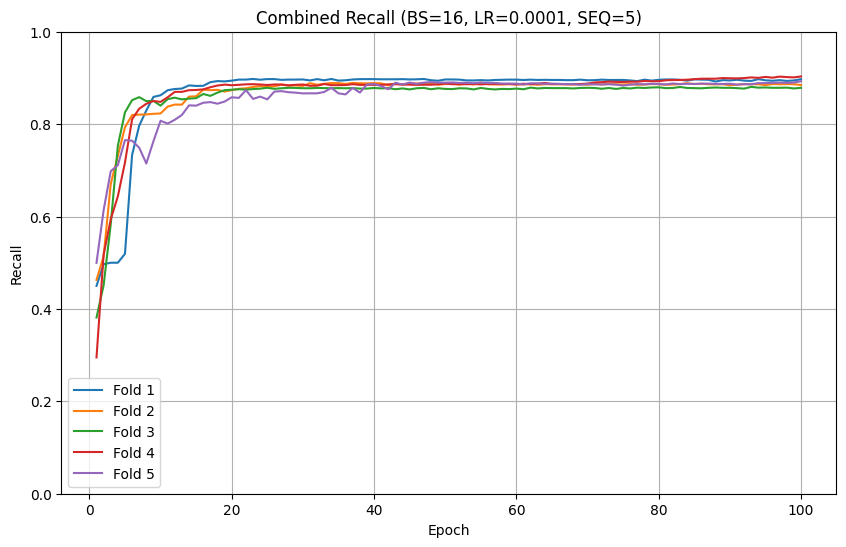 Combined Recall (BS=16, LR=0.0001, SEQ=5)
1.0
0.8
0.6
0.4
0.2
0.0
Recall
Fold 1
Fold 2
Fold 3
Fold 4
Fold 5
0 20 40 60 80 100
Epoch